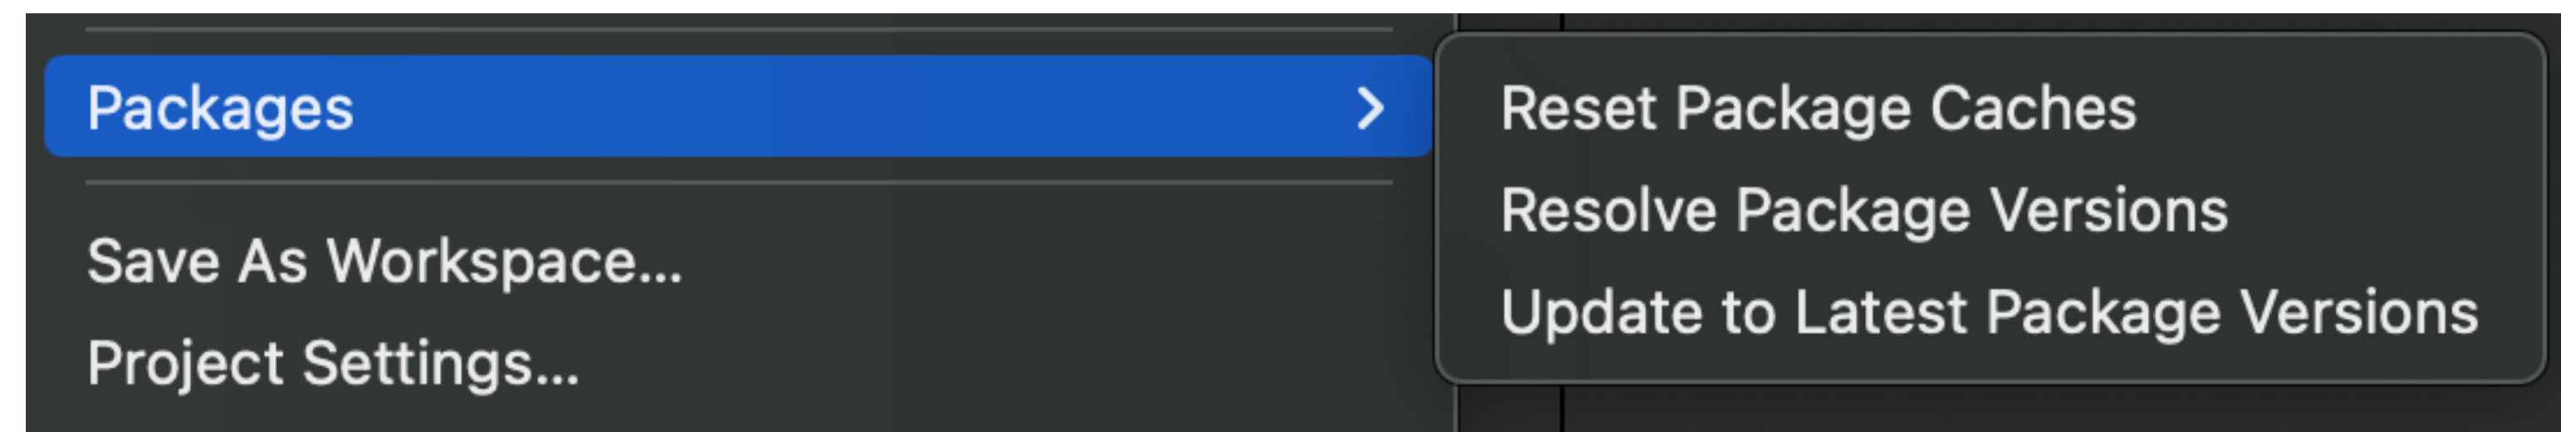 Packages
Reset Package Caches
Resolve Package Versions
Update to Latest Package Versions
Save As Workspace...
Project Settings...